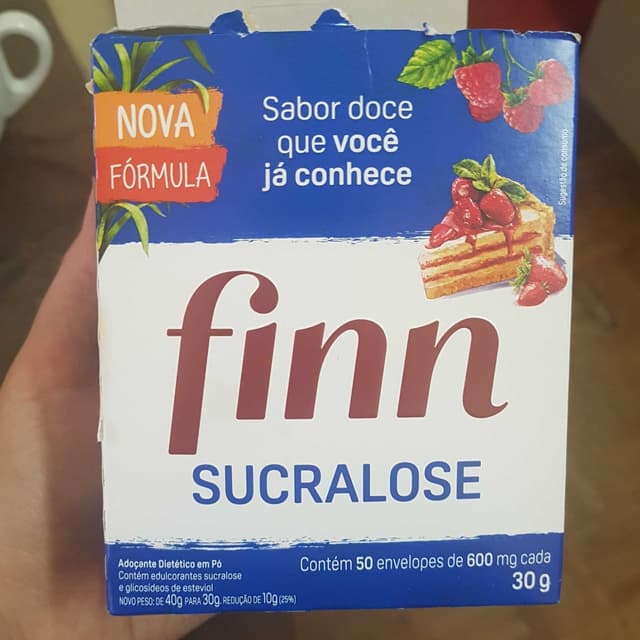 NOVA
FÓRMULA
Sabor doce
que você
já conhece
Sugestão de consumo
finn
SUCRALOSE
Adoçante Dietético em Pó
Contém edulcorantes sucralose
e glicosídeos de esteviol
NOVO PESO: DE 40g PARA 30g. REDUÇÃO DE 10g (25%)
Contém 50 envelopes de 600 mg cada
30 g